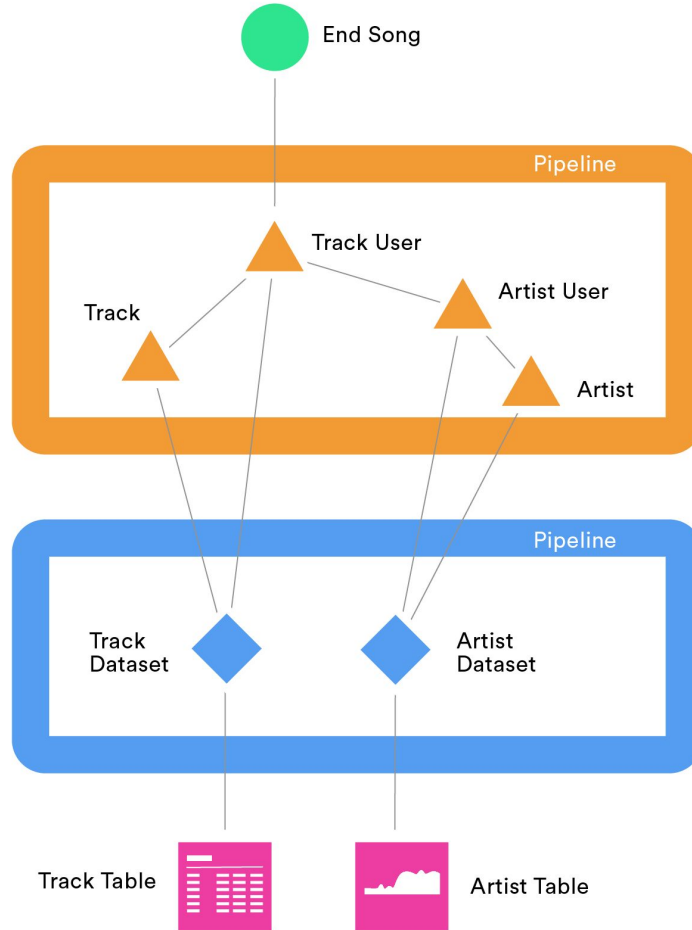 End Song
Pipeline
Track User
Artist User
Track
Artist
Pipeline
Track
Dataset
Artist
Dataset
Track Table
Artist Table